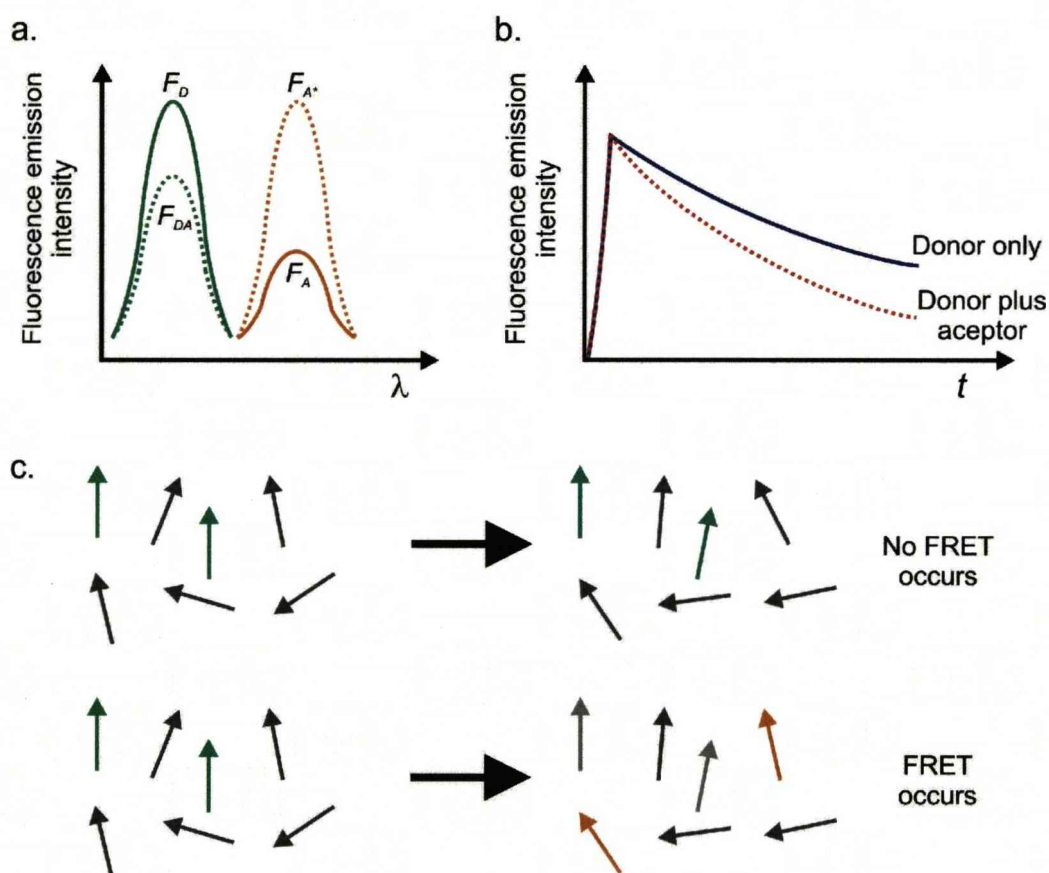 a.
b.
Fluorescence emission
intensity
F_D
F_A*
F_DA
F_A
λ
Fluorescence emission
intensity
Donor only
Donor plus
aceptor
t
c.
No FRET
occurs
FRET
occurs